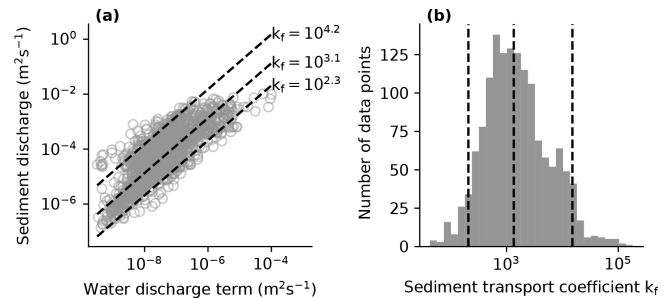 (a)
(b)
k_f = 10^4.2
k_f = 10^3.1
k_f = 10^2.3
10^0
10^−2
10^−4
10^−6
Sediment discharge (m²s⁻¹)
10^−8
10^−6
10^−4
Water discharge term (m²s⁻¹)
125
100
75
50
25
0
Number of data points
10^3
10^5
Sediment transport coefficient k_f